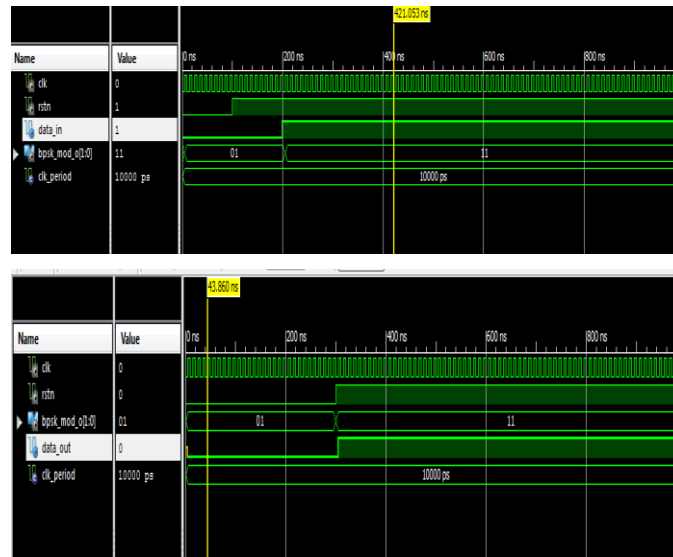 421.053 ns
Name Value 0 ns 200 ns 400 ns 600 ns 800 ns
clk 0
rstn 1
data_in 1
bpsk_mod_o[1:0] 11 01 11
clk_period 10000 ps 10000 ps
43.860 ns
Name Value 0 ns 200 ns 400 ns 600 ns 800 ns
clk 0
rstn 0
bpsk_mod_o[1:0] 01 01 11
data_out 0
clk_period 10000 ps 10000 ps